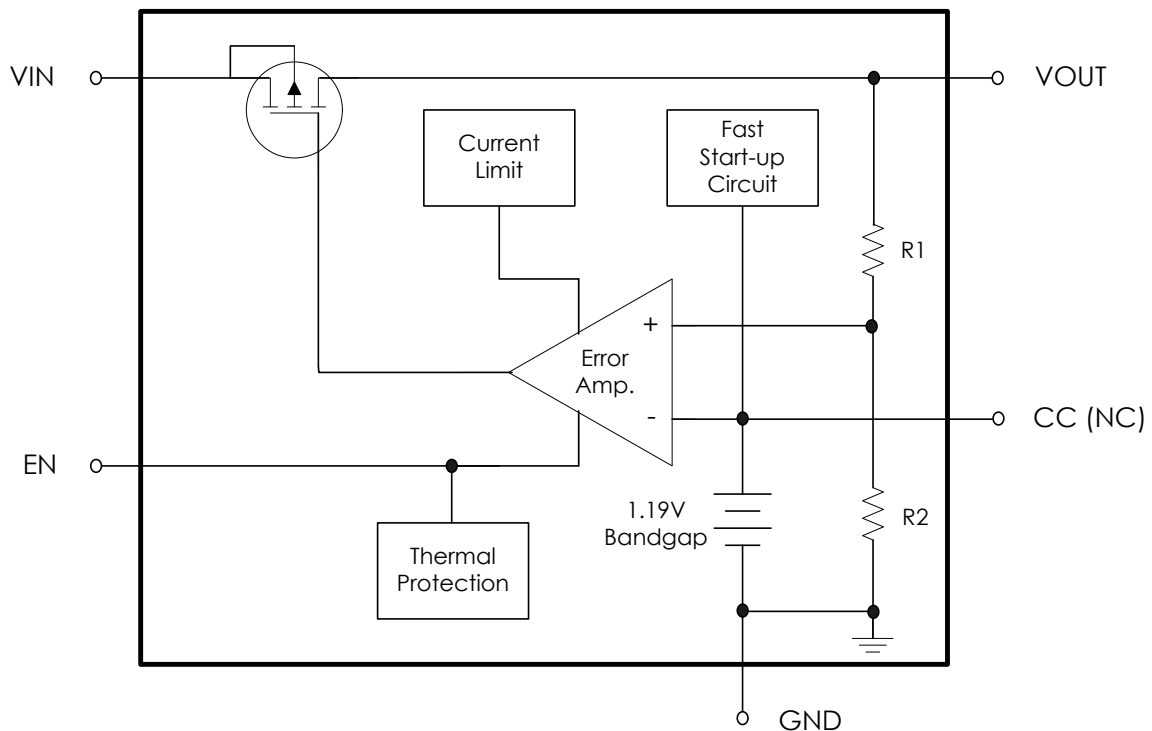 VIN
VOUT
Current
Limit
Fast
Start-up
Circuit
R1
+
Error
Amp.
-
CC (NC)
EN
1.19V
Bandgap
R2
Thermal
Protection
GND